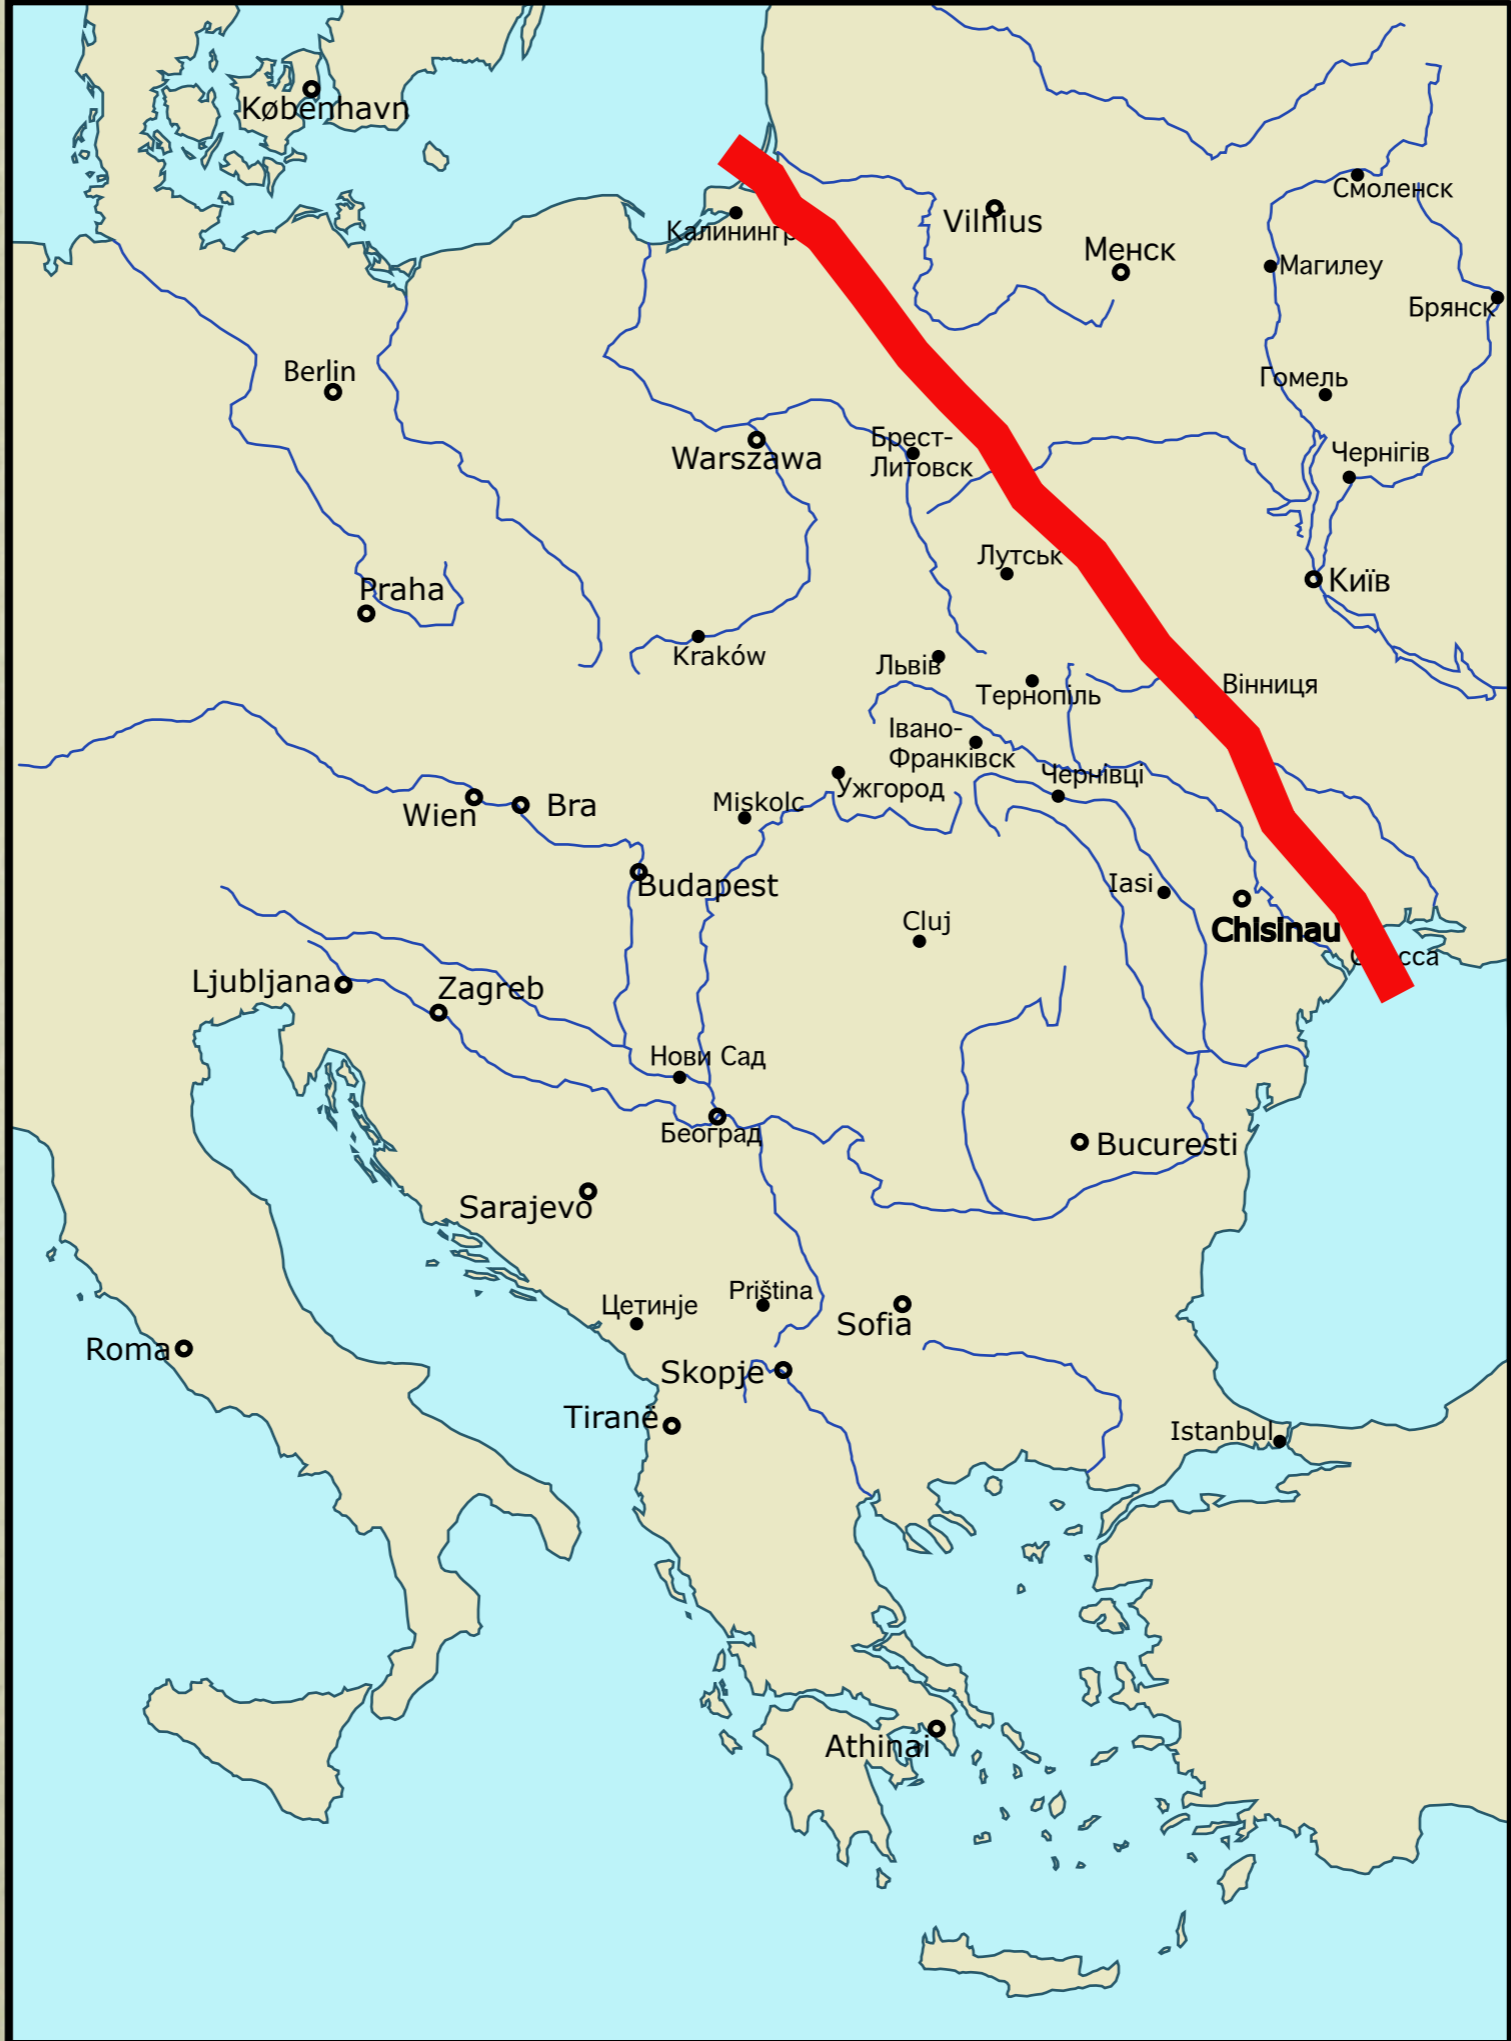 København
Смоленск
Vilnius
Калинингр
Менск
Магилеу
Брянск
Berlin
Гомель
Warszawa
Брест-
Литовск
Чернігів
Лутськ
Київ
Praha
Kraków
Львів
Тернопіль
Вінниця
Івано-
Франківск
Чернівці
Ужгород
Miskolc
Wien
Bra
Budapest
Iasi
Cluj
Chisinau
Ljubljana
Zagreb
Нови Сад
Београд
Bucuresti
Sarajevo
Priština
Цетинје
Sofia
Roma
Skopje
Tiranë
Istanbul
Athinai